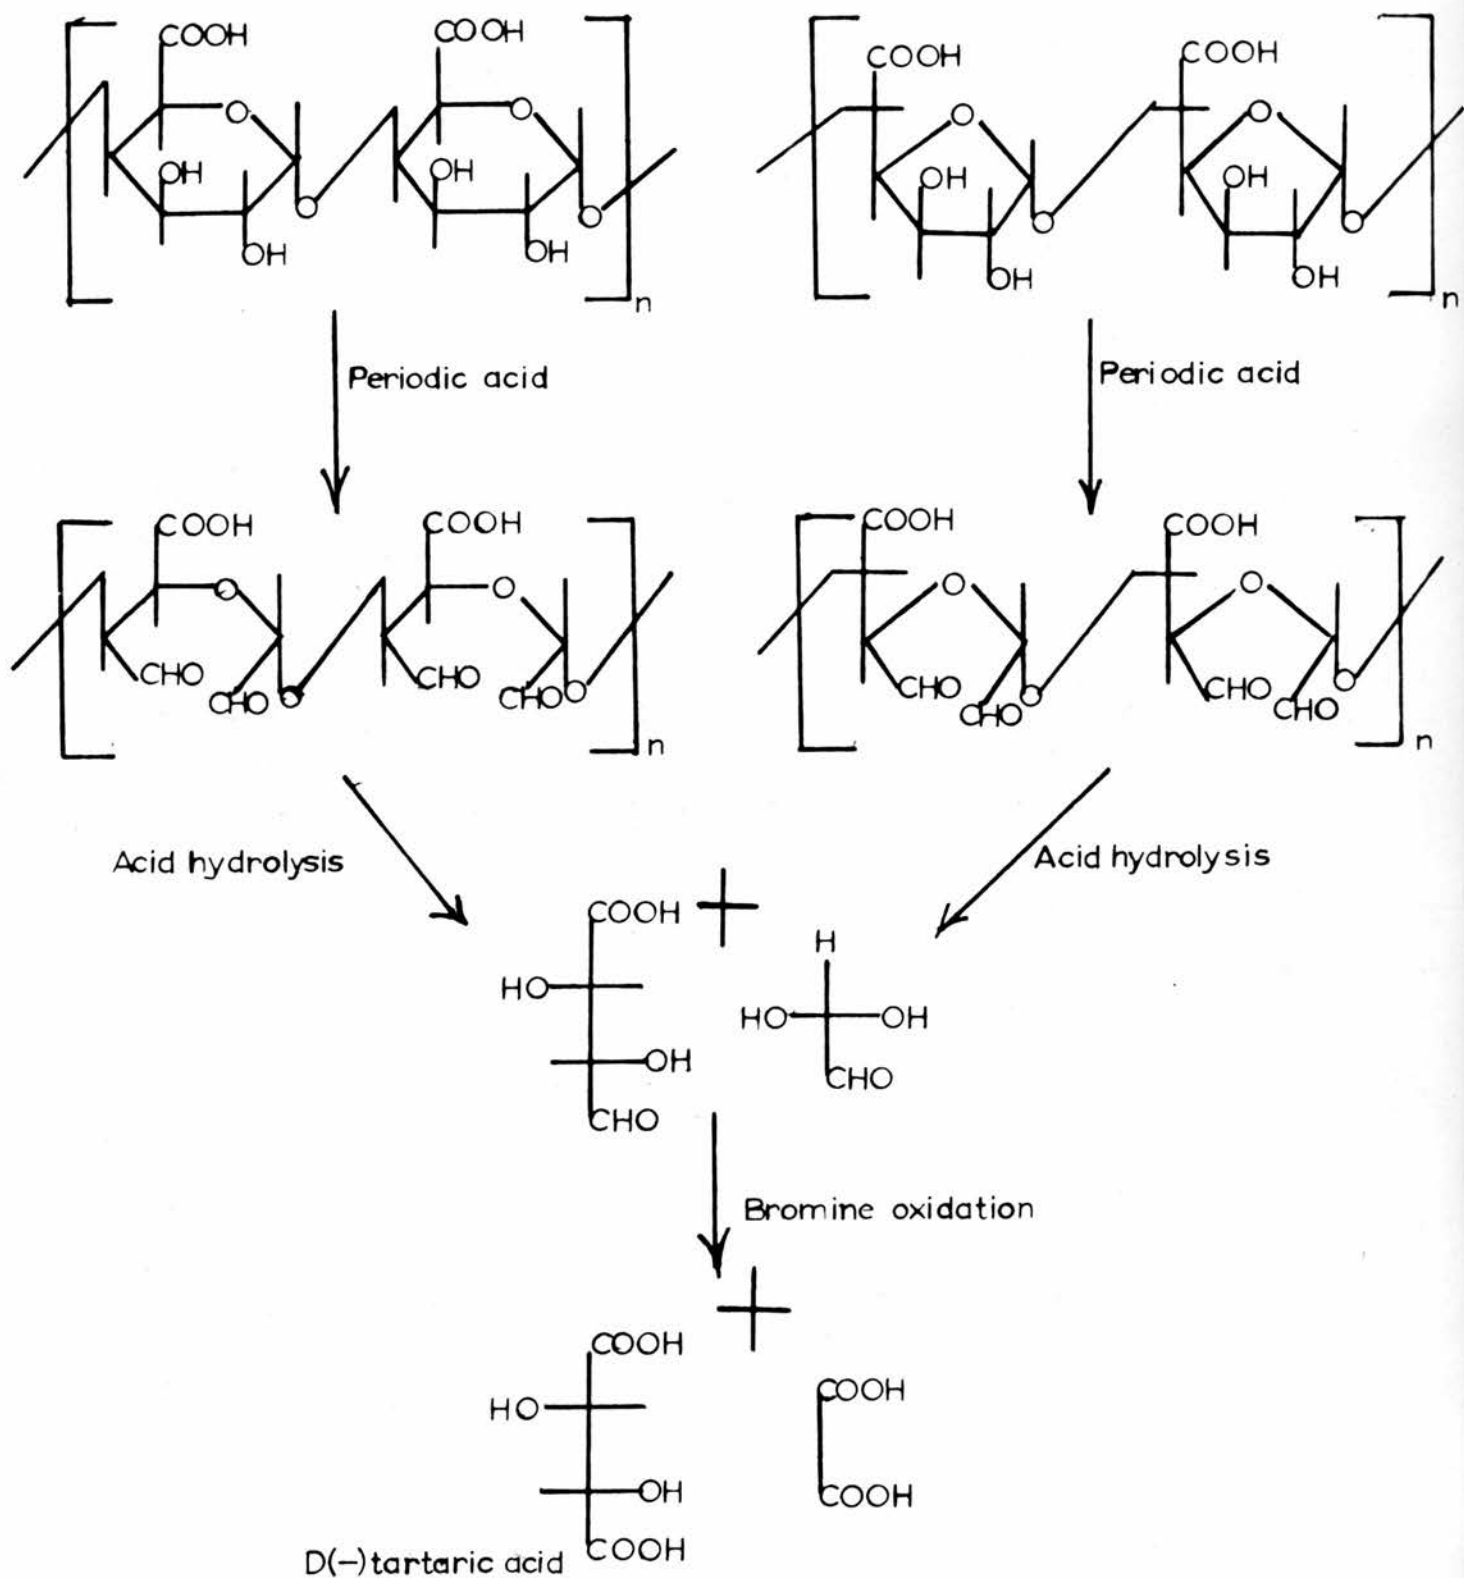 COOH COOH COOH COOH
O O O O
OH OH OH OH
O O O O
OH OH OH OH
n n
Periodic acid Periodic acid
COOH COOH COOH COOH
O O O O
CHO CHO CHO CHO
CHO O CHO O CHO O CHO O
n n
Acid hydrolysis Acid hydrolysis
COOH
H
HO
HO OH
OH
CHO
CHO
Bromine oxidation
COOH
COOH
HO
OH
COOH
D(-)tartaric acid COOH